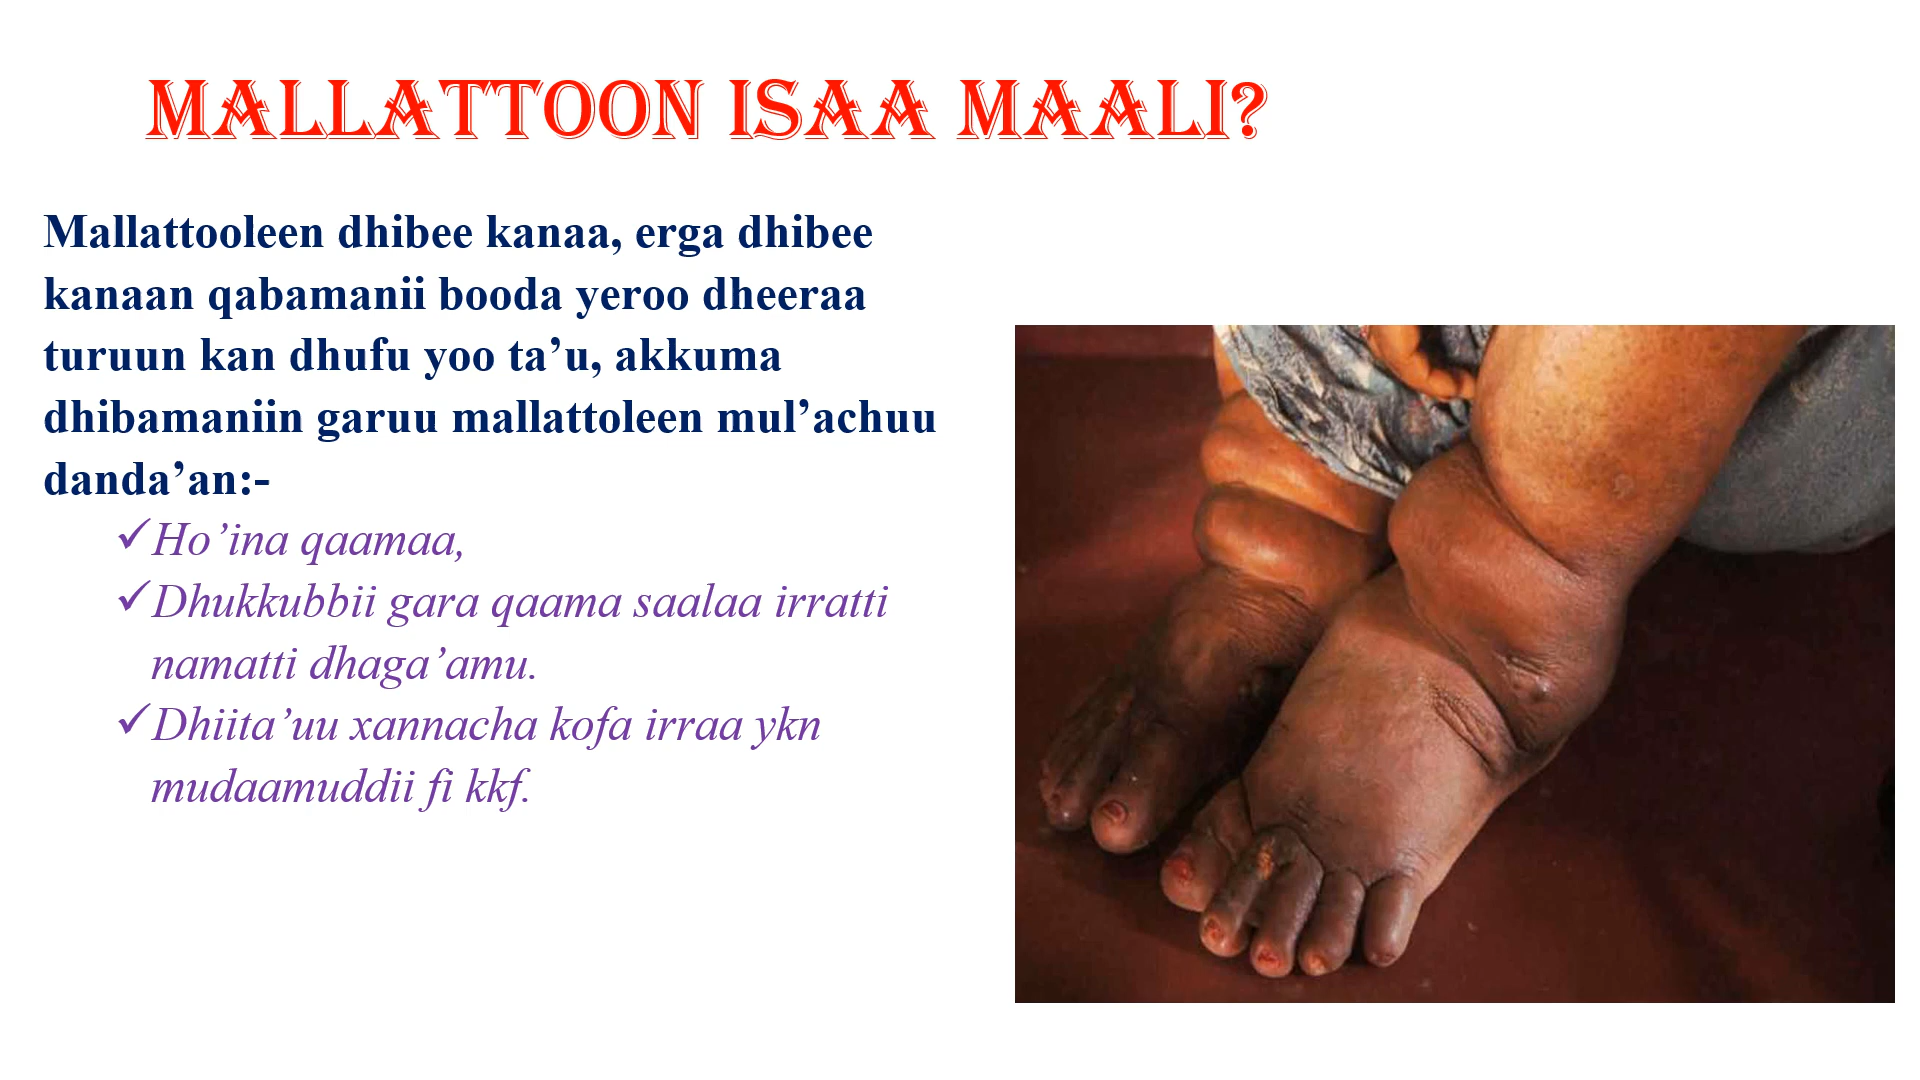 MALLATTOON ISAA MAALI?
Mallattooleen dhibee kanaa, erga dhibee
kanaan qabamanii booda yeroo dheeraa
turuun kan dhufu yoo ta’u, akkuma
dhibamaniin garuu mallattoleen mul’achuu
danda’an:-
✓Ho’ina qaamaa,
✓Dhukkubbii gara qaama saalaa irratti
namatti dhaga’amu.
✓Dhiita’uu xannacha kofa irraa ykn
mudaamuddii fi kkf.